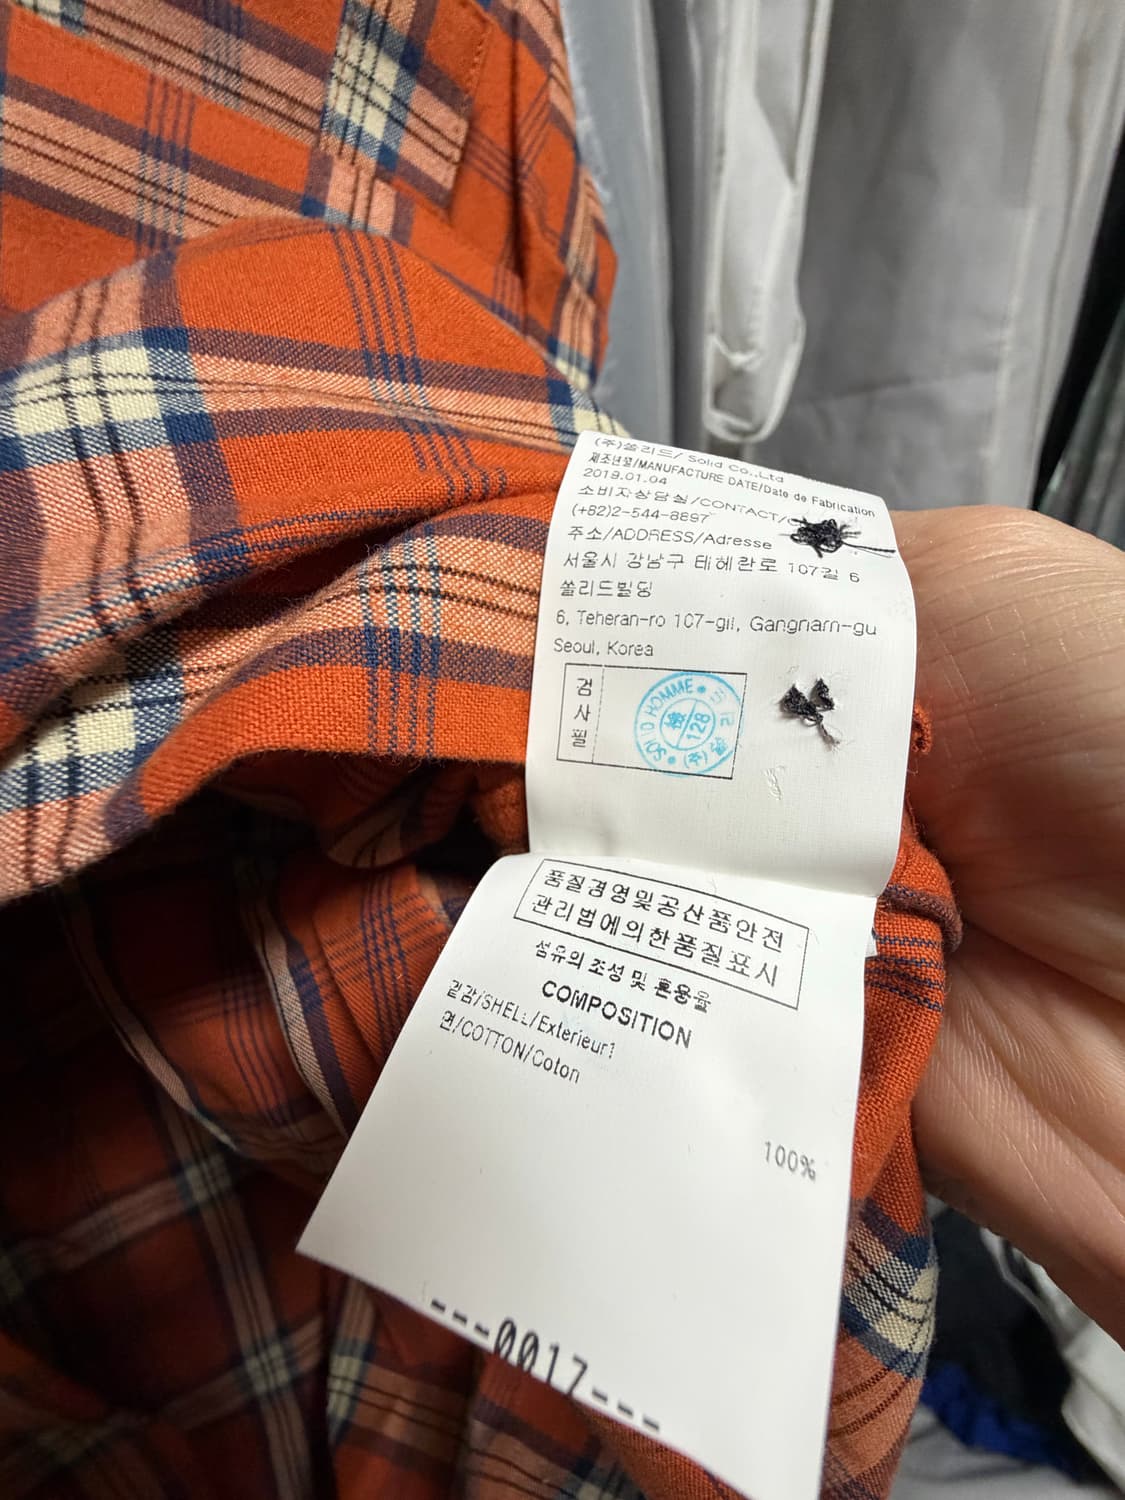 (주)쏠리드/ Solid Co.,Ltd
제조년월/MANUFACTURE DATE/Date de Fabrication
2019.01.04
소비자상담실/CONTACT/
(+82)2-544-8697
주소/ADDRESS/Adresse
서울시 강남구 테헤란로 107길 6
쏠리드빌딩
6, Teheran-ro 107-gil, Gangnam-gu
Seoul, Korea
검사필
SOLID HOMME
128
(주)쏠리드
품질경영및공산품안전
관리법에의한품질표시
섬유의 조성 및 혼용율
COMPOSITION
겉감/SHELL/Exterieur1
면/COTTON/Coton
100%
---0017---